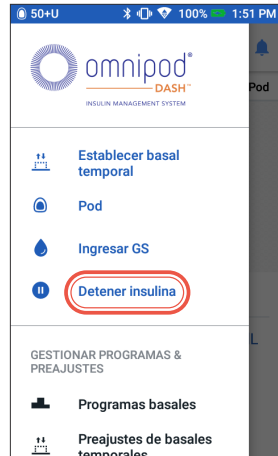 50+U 100% 1:51 PM
omnipod®
DASH™
INSULIN MANAGEMENT SYSTEM
Pod
Establecer basal
temporal
Pod
Ingresar GS
Detener insulina
L
GESTIONAR PROGRAMAS &
PREAJUSTES
Programas basales
Preajustes de basales
temporales